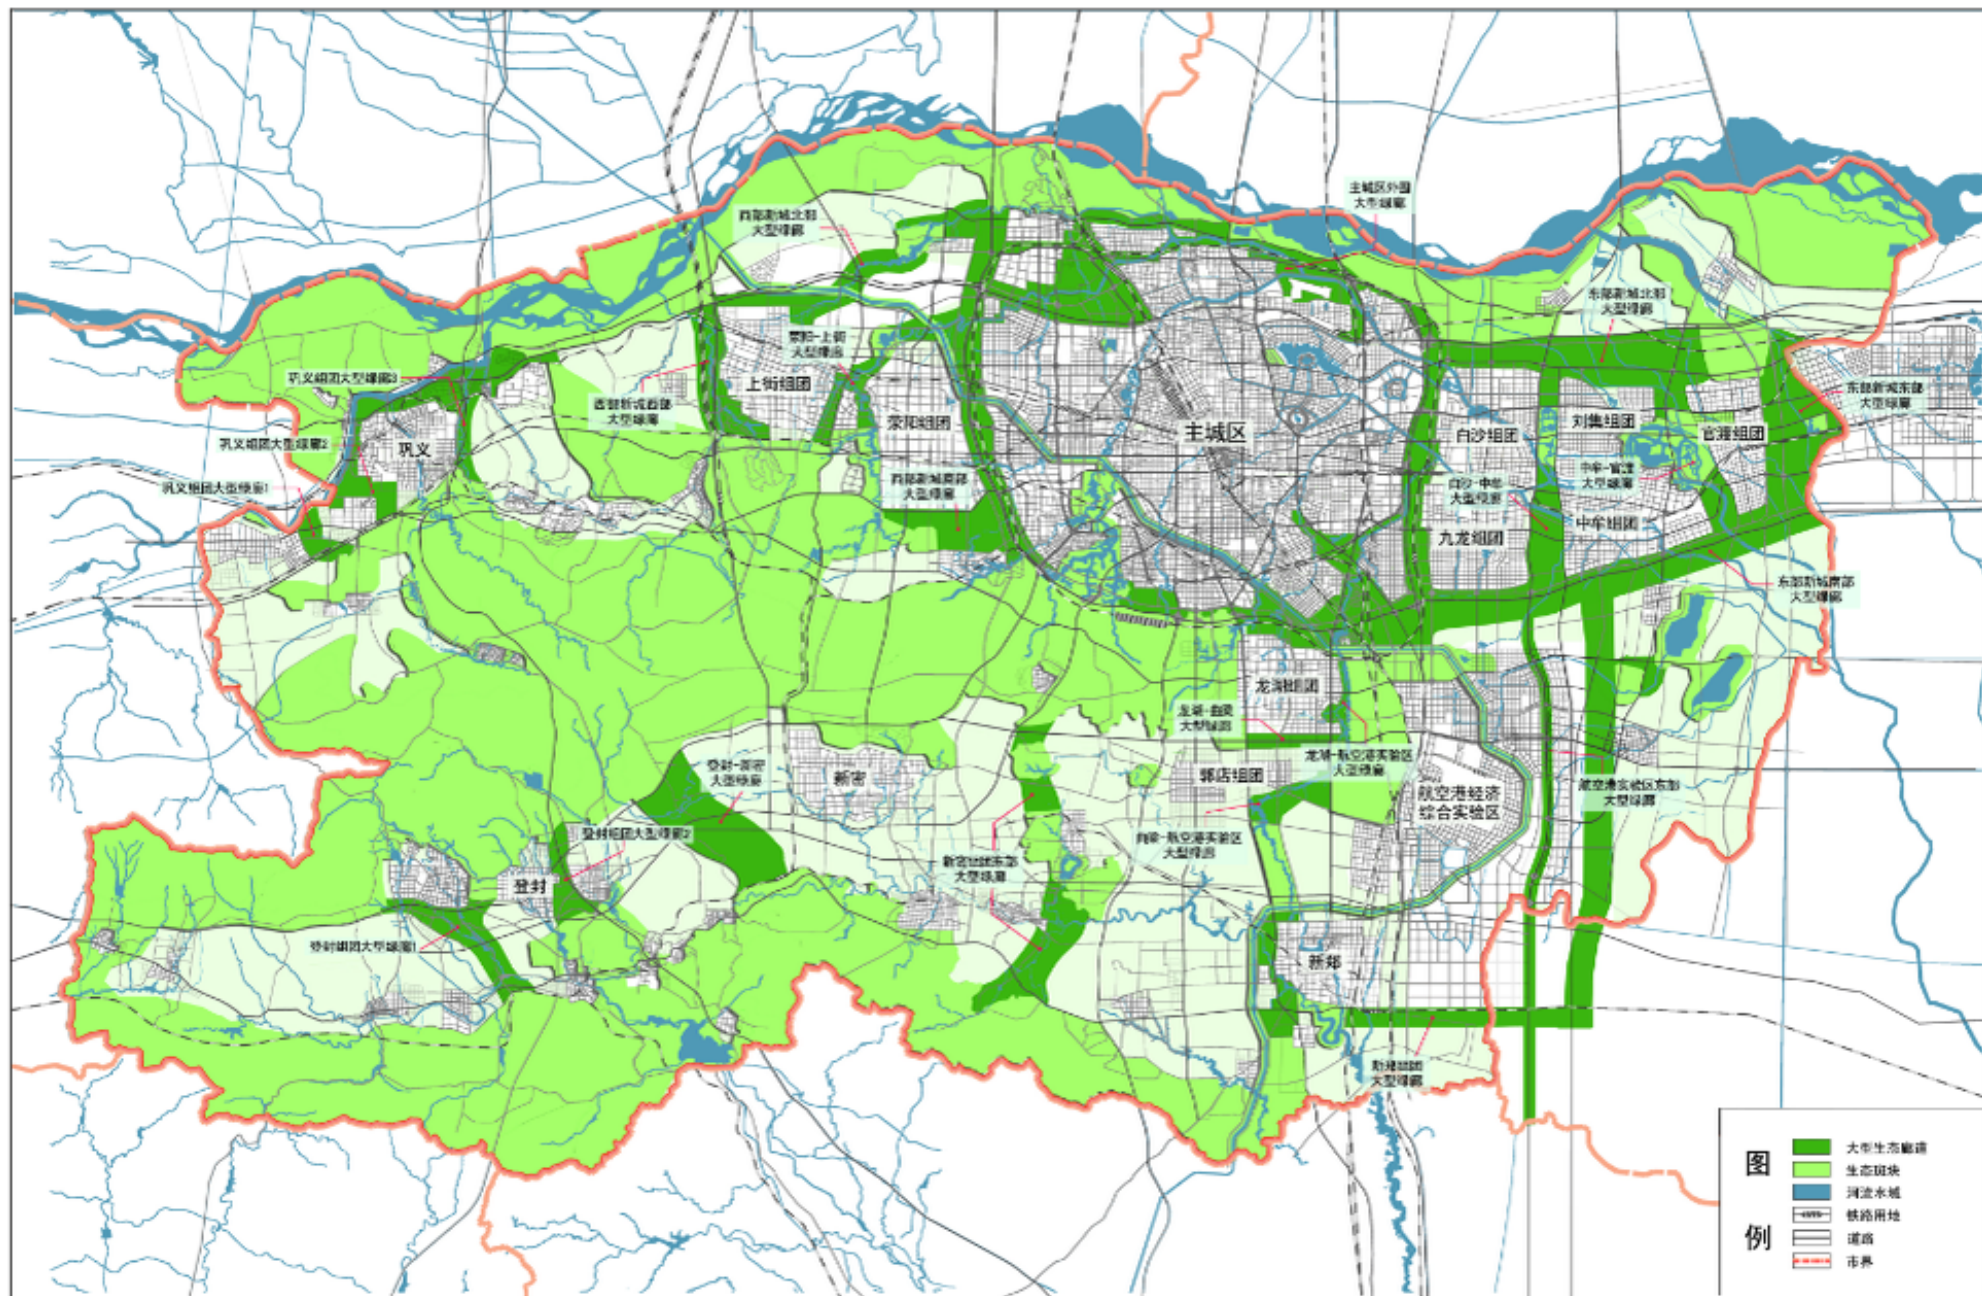 主城区外围
大型绿廊
西部新城北部
大型绿廊
东部新城北部
大型绿廊
荥阳-上街
大型绿廊
巩义组团大型绿廊3
上街组团
东部新城东部
大型绿廊
西部新城西部
大型绿廊
荥阳组团
主城区
白沙组团
刘集组团
官渡组团
巩义组团大型绿廊2
巩义
中牟-官渡
大型绿廊
西部新城南部
大型绿廊
白沙-中牟
大型绿廊
巩义组团大型绿廊1
中牟组团
九龙组团
东部新城南部
大型绿廊
龙湖组团
龙湖-曲梁
大型绿廊
龙湖-航空港实验区
大型绿廊
登封-新密
大型绿廊
新密
郭店组团
航空港经济
综合实验区
航空港实验区东部
大型绿廊
登封组团大型绿廊2
曲梁-航空港实验区
大型绿廊
新密组团东部
大型绿廊
登封
登封组团大型绿廊1
新郑
新郑组团
大型绿廊
图
例
大型生态廊道
生态斑块
河流水域
铁路用地
道路
市界